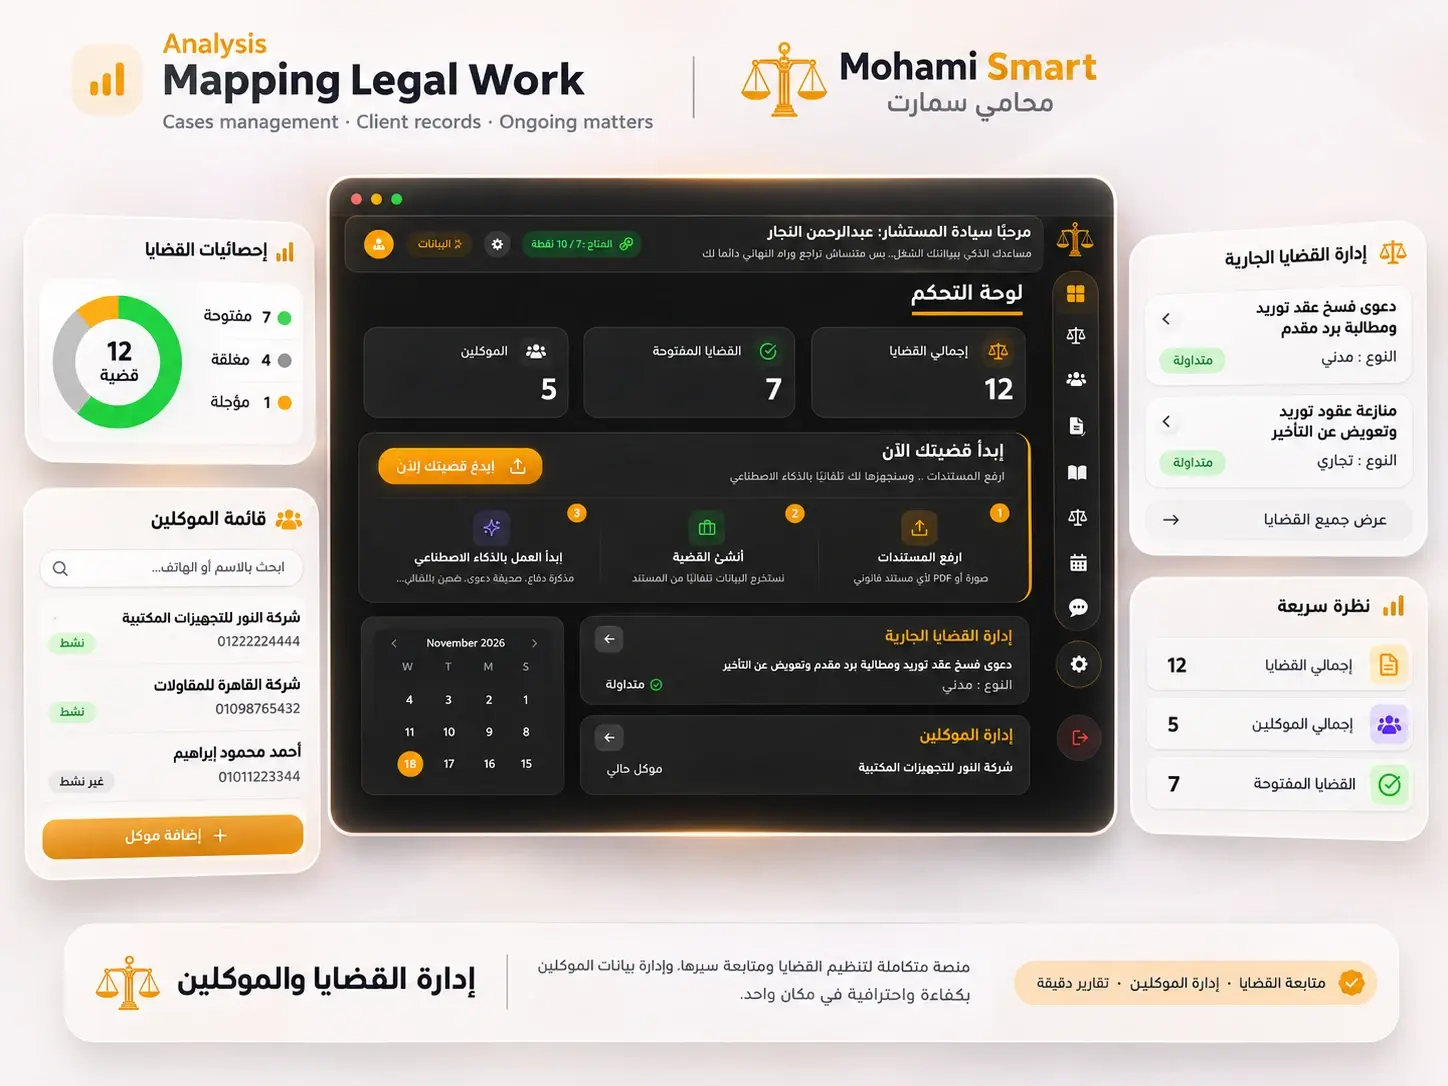 Analysis
Mapping Legal Work
Cases management · Client records · Ongoing matters
Mohami Smart
محامي سمارت
إحصائيات القضايا
12
قضية
7 مفتوحة
4 مغلقة
1 مؤجلة
قائمة الموكلين
ابحث بالاسم أو الهاتف...
شركة النور للتجهيزات المكتبية
01222224444
نشط
شركة القاهرة للمقاولات
01098765432
نشط
أحمد محمود إبراهيم
01011223344
غير نشط
إضافة موكل
مرحبًا سيادة المستشار: عبدالرحمن النجار
مساعدك الذكي بيباتك الشغل.. بس متنساش تراجع وراه النهائي دائما لك
المتاح: 7 / 10 نقطة
البيانات
لوحة التحكم
إجمالي القضايا
12
القضايا المفتوحة
7
الموكلين
5
إبدأ قضيتك الآن
ارفع المستندات .. وسنجهزها لك تلقائيًا بالذكاء الاصطناعي
قضيتك
1
ارفع المستندات
صورة أو PDF لأي مستند قانوني
2
أنشئ القضية
نستخرج البيانات تلقائيًا من المستند
3
إبدأ العمل بالذكاء الاصطناعي
مذكرة دفاع. صحيفة دعوى.
November 2026
W T M S
4 3 2 1
11 10 9 8
18 17 16 15
إدارة القضايا الجارية
دعوى فسخ عقد توريد ومطالبة برد مقدم وتعويض عن التأخير
النوع : مدني
متداولة
إدارة الموكلين
شركة النور للتجهيزات المكتبية
موكل حالي
إدارة القضايا الجارية
دعوى فسخ عقد توريد
ومطالبة برد مقدم
النوع : مدني
متداولة
منازعة عقود توريد
وتعويض عن التأخير
النوع : تجاري
متداولة
عرض جميع القضايا
نظرة سريعة
إجمالي القضايا
12
إجمالي الموكلين
5
القضايا المفتوحة
7
إدارة القضايا والموكلين
منصة متكاملة لتنظيم القضايا ومتابعة سيرها، وإدارة بيانات الموكلين
بكفاءة واحترافية في مكان واحد.
متابعة القضايا · إدارة الموكلين · تقارير دقيقة